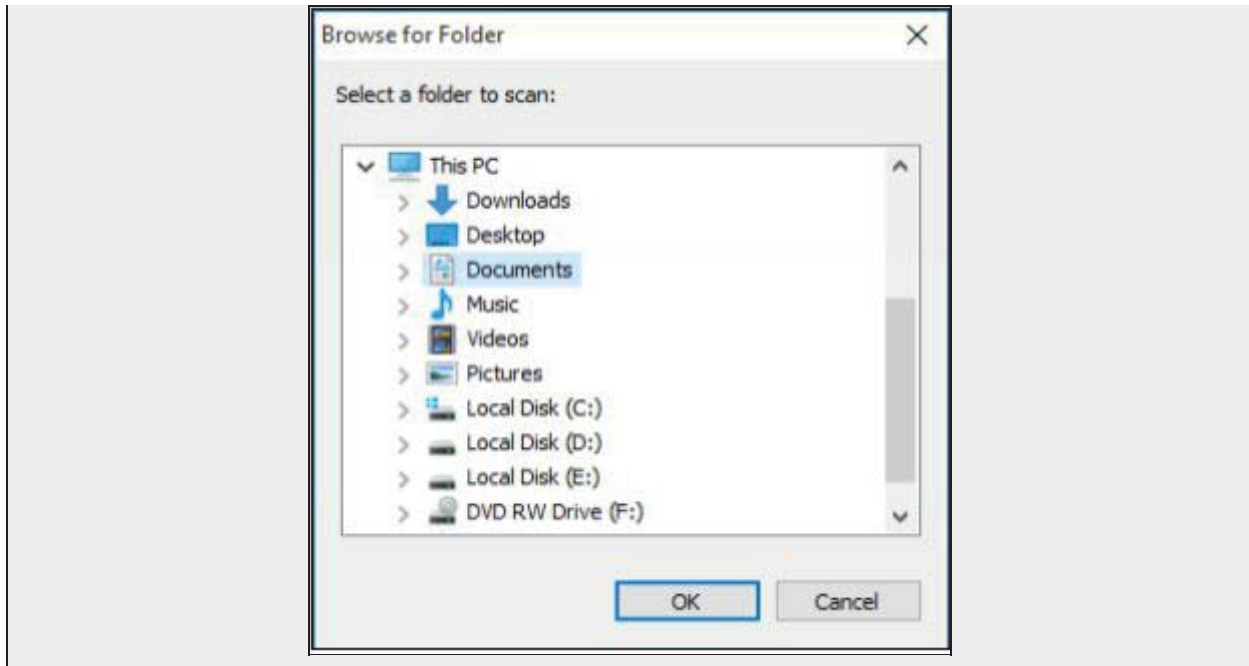 Browse for Folder
Select a folder to scan:
This PC
Downloads
Desktop
Documents
Music
Videos
Pictures
Local Disk (C:)
Local Disk (D:)
Local Disk (E:)
DVD RW Drive (F:)
OK Cancel